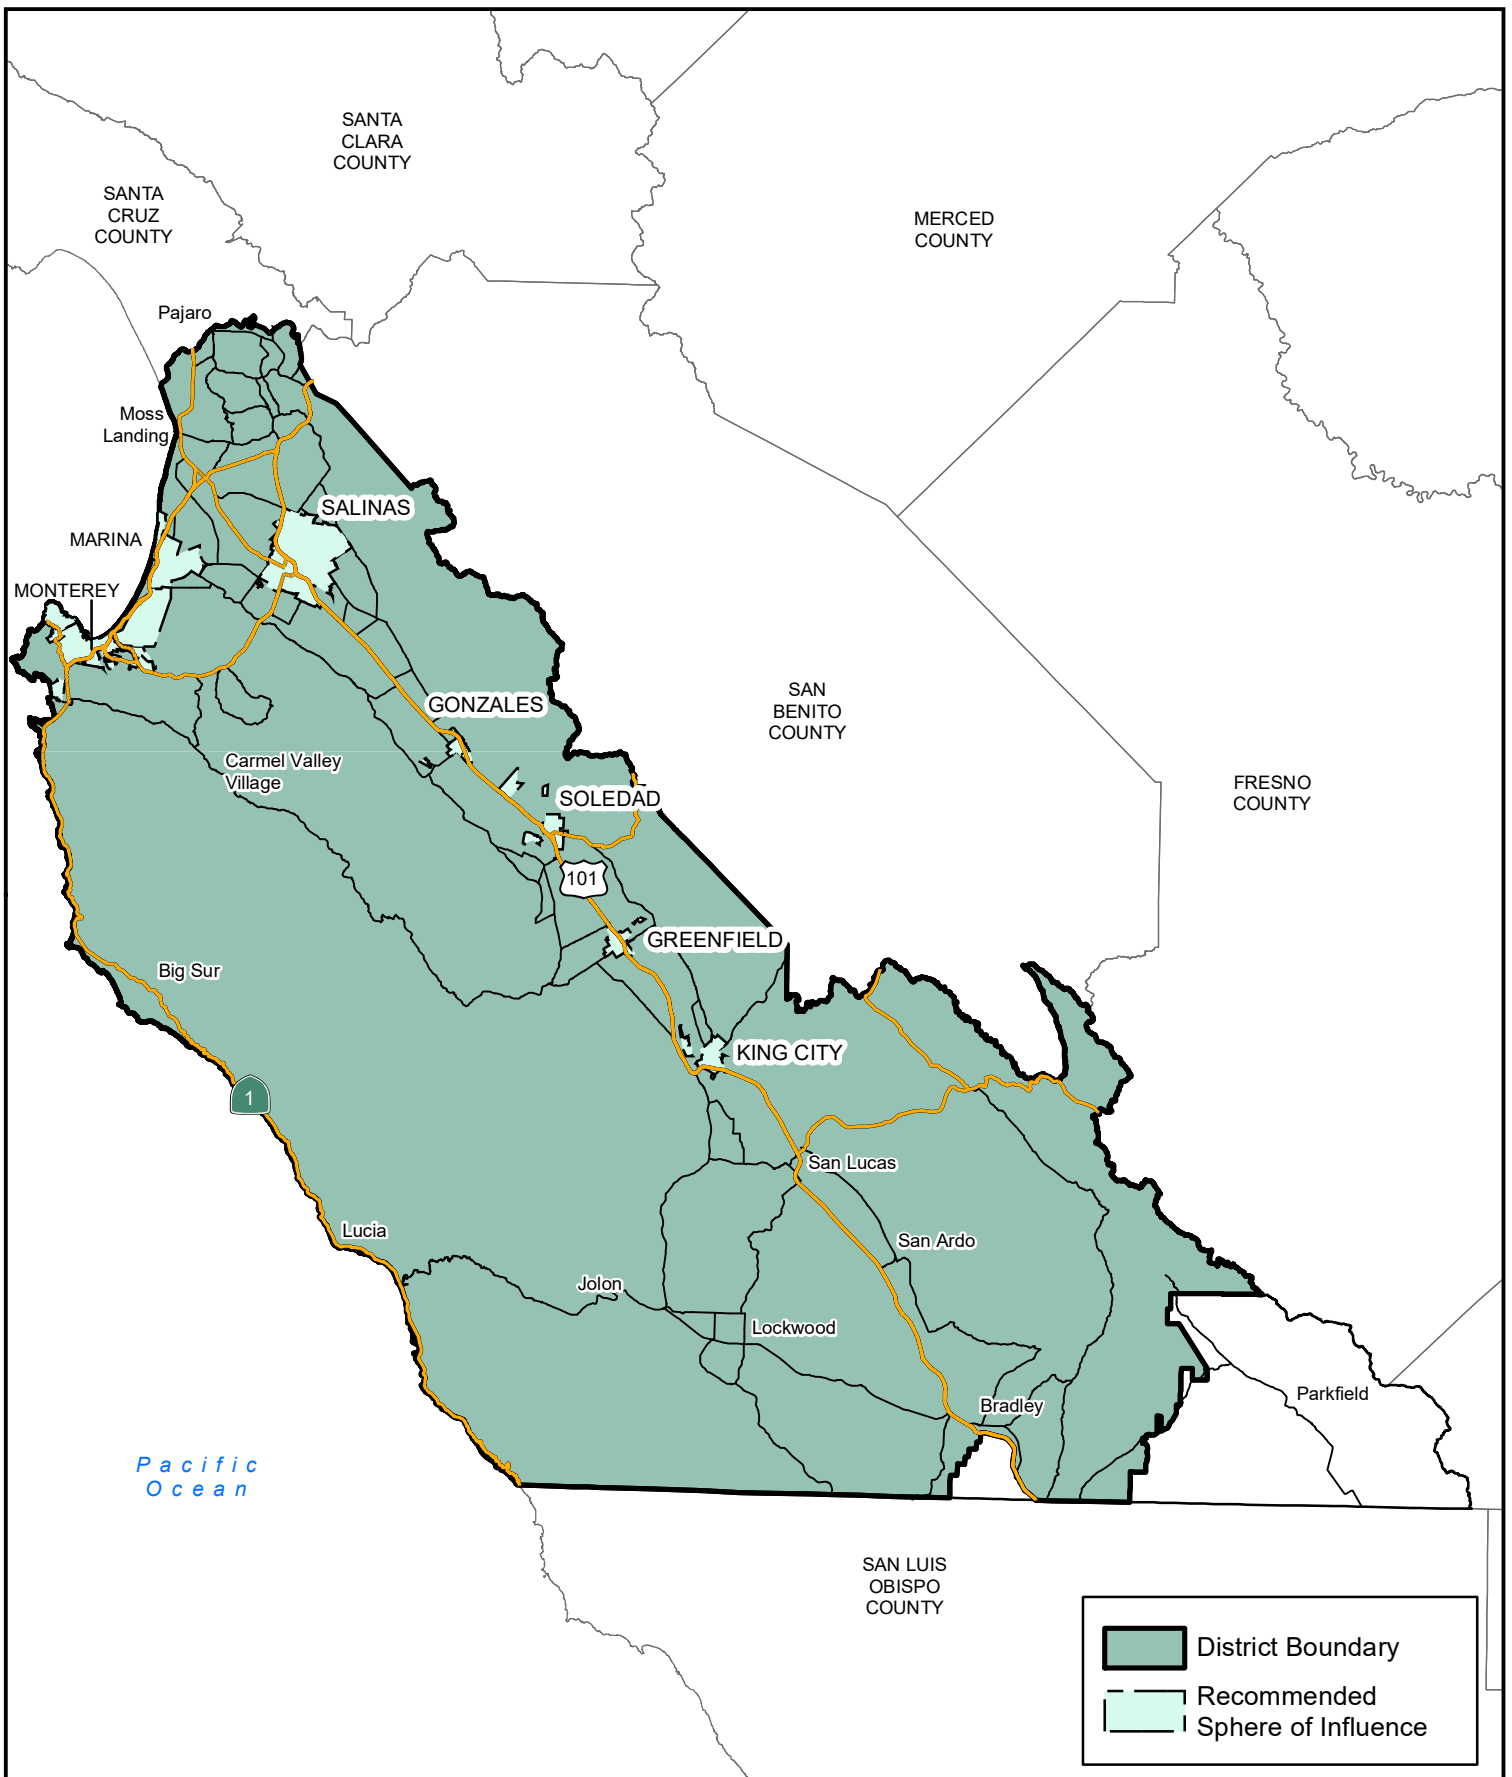 SANTA
CLARA
COUNTY
SANTA
CRUZ
COUNTY
MERCED
COUNTY
Pajaro
Moss
Landing
SALINAS
MARINA
MONTEREY
GONZALES
SAN
BENITO
COUNTY
Carmel Valley
Village
SOLEDAD
FRESNO
COUNTY
101
GREENFIELD
Big Sur
KING CITY
1
San Lucas
Lucia
San Ardo
Jolon
Lockwood
Parkfield
Bradley
Pacific
Ocean
SAN LUIS
OBISPO
COUNTY
District Boundary
Recommended
Sphere of Influence